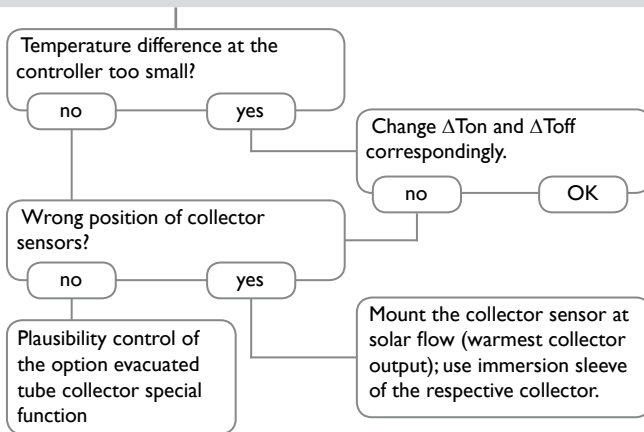 Temperature difference at the
controller too small?
no
yes
Change ΔTon and ΔToff
correspondingly.
no
OK
Wrong position of collector
sensors?
no
yes
Plausibility control of
the option evacuated
tube collector special
function
Mount the collector sensor at
solar flow (warmest collector
output); use immersion sleeve
of the respective collector.